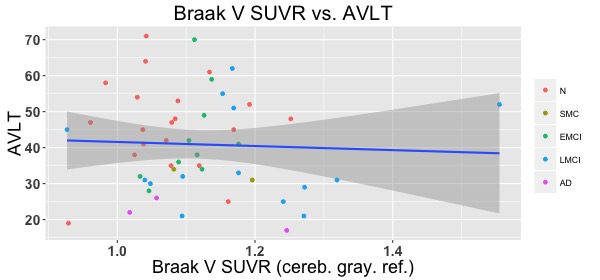 Braak V SUVR vs. AVLT
70
60
50
40
30
20
AVLT
1.0
1.2
1.4
Braak V SUVR (cereb. gray. ref.)
N
SMC
EMCI
LMCI
AD